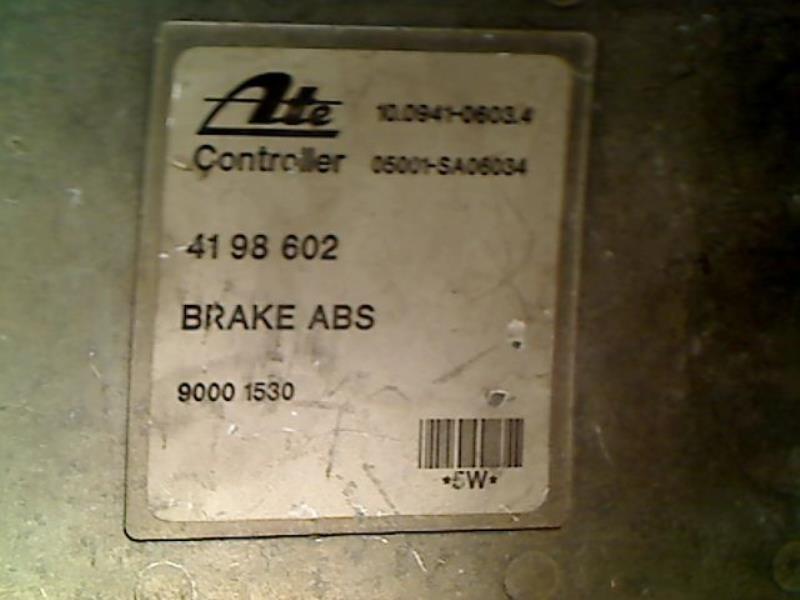 Ate 10.0941-0603.4
Controller 05001-SA06034
41 98 602
BRAKE ABS
9000 1530
*5W*